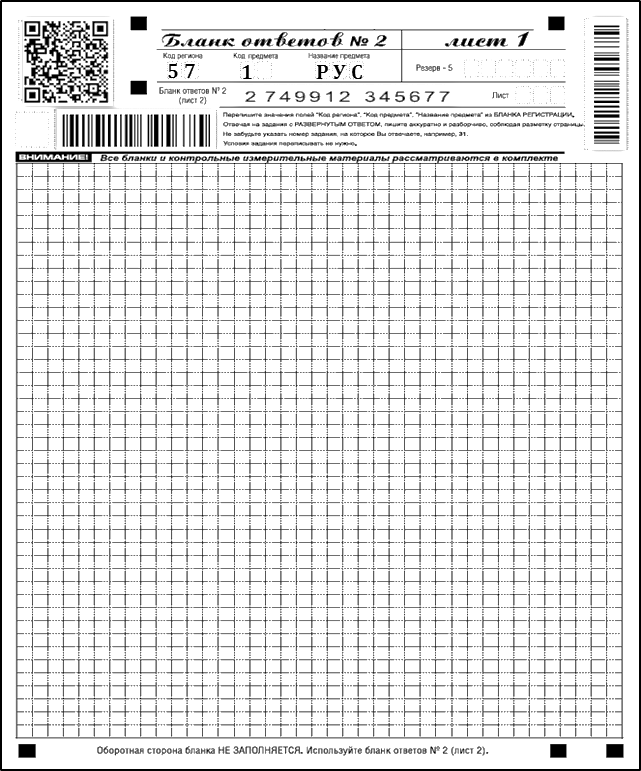 Бланк ответов № 2 лист 1
Код региона Код предмета Название предмета
57 1 РУС Резерв - 5
Бланк ответов № 2
(лист 2) 2 749912 345677 Лист
Перепишите значения полей "Код региона", "Код предмета", "Название предмета" из БЛАНКА РЕГИСТРАЦИИ.
Отвечая на задания с РАЗВЕРНУТЫМ ОТВЕТОМ, пишите аккуратно и разборчиво, соблюдая разметку страницы.
Не забудьте указать номер задания, на которое Вы отвечаете, например, 31.
Условия задания переписывать не нужно.
ВНИМАНИЕ! Все бланки и контрольные измерительные материалы рассматриваются в комплекте
Оборотная сторона бланка НЕ ЗАПОЛНЯЕТСЯ. Используйте бланк ответов № 2 (лист 2).